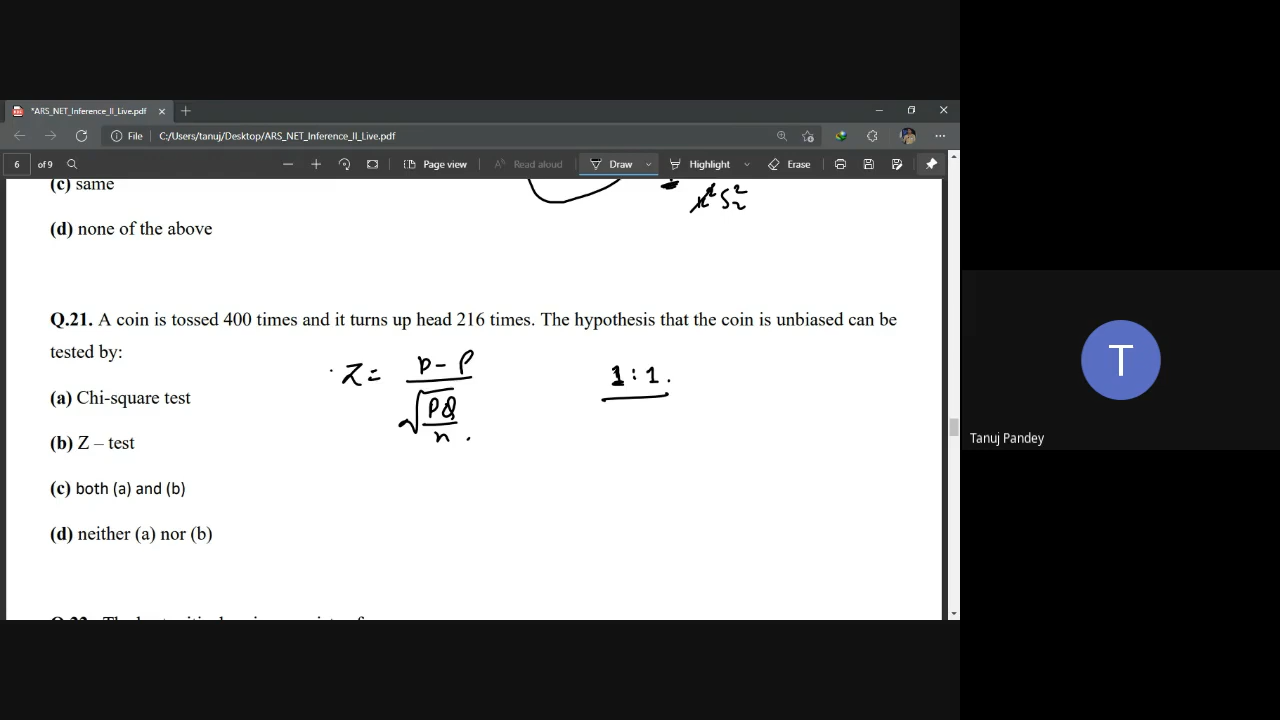 *ARS_NET_Inference_II_Live.pdf
File C:/Users/tanuj/Desktop/ARS_NET_Inference_II_Live.pdf
6 of 9 Page view Read aloud Draw Highlight Erase
(c) same
S₂²
(d) none of the above
Q.21. A coin is tossed 400 times and it turns up head 216 times. The hypothesis that the coin is unbiased can be
tested by:
Z = p - P / √PQ/n
1 : 1.
(a) Chi-square test
(b) Z – test
(c) both (a) and (b)
(d) neither (a) nor (b)
T
Tanuj Pandey